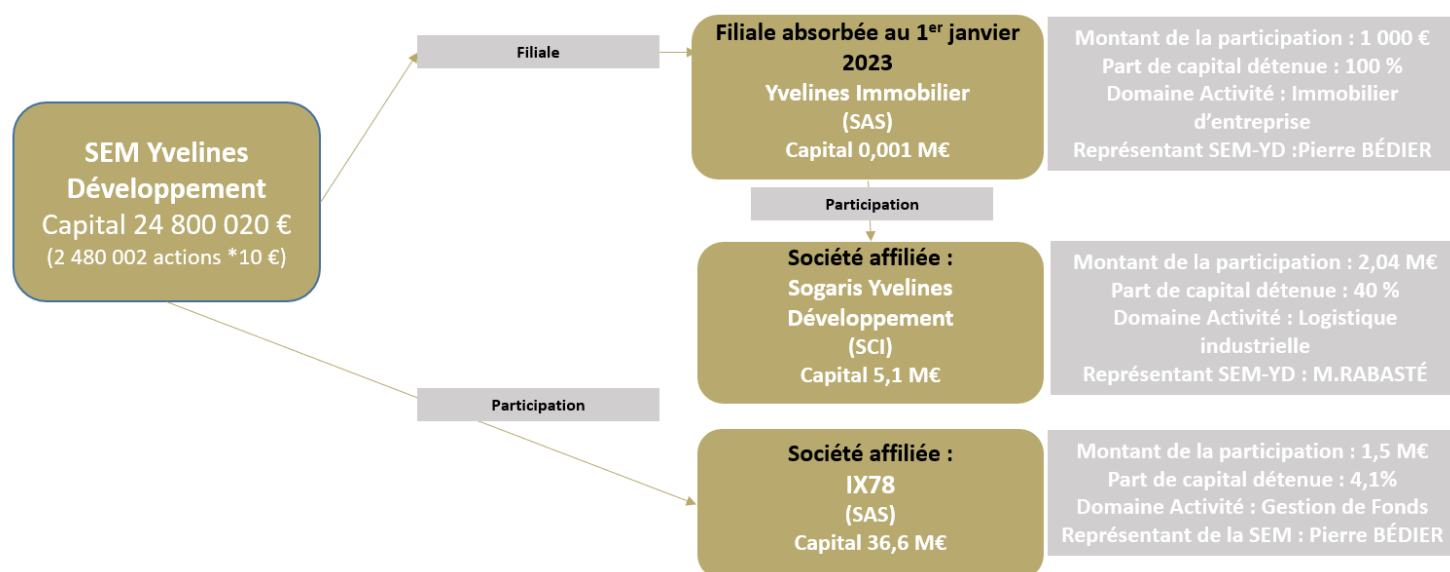 SEM Yvelines
Développement
Capital 24 800 020 €
(2 480 002 actions *10 €)
Filiale
Filiale absorbée au 1er janvier
2023
Yvelines Immobilier
(SAS)
Capital 0,001 M€
Montant de la participation : 1 000 €
Part de capital détenue : 100 %
Domaine Activité : Immobilier
d'entreprise
Représentant SEM-YD :Pierre BÉDIER
Participation
Société affiliée :
Sogaris Yvelines
Développement
(SCI)
Capital 5,1 M€
Montant de la participation : 2,04 M€
Part de capital détenue : 40 %
Domaine Activité : Logistique
industrielle
Représentant SEM-YD : M.RABASTÉ
Participation
Société affiliée :
IX78
(SAS)
Capital 36,6 M€
Montant de la participation : 1,5 M€
Part de capital détenue : 4,1%
Domaine Activité : Gestion de Fonds
Représentant de la SEM : Pierre BÉDIER